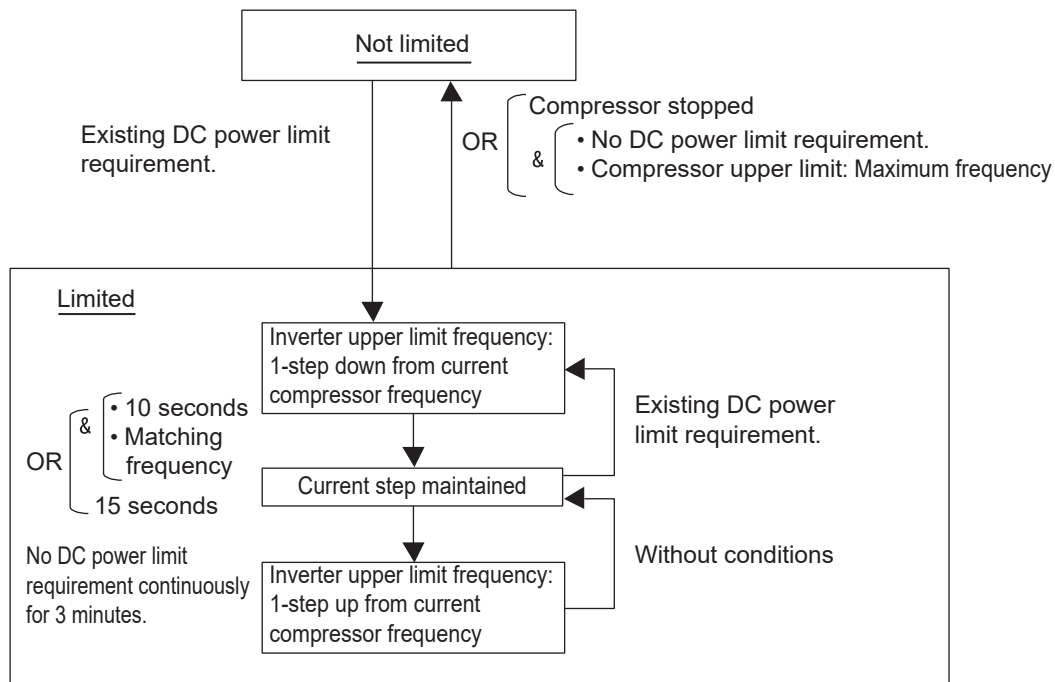 Not limited
Existing DC power limit
requirement.
OR
Compressor stopped
&
• No DC power limit requirement.
• Compressor upper limit: Maximum frequency
Limited
Inverter upper limit frequency:
1-step down from current
compressor frequency
OR
&
• 10 seconds
• Matching
frequency
15 seconds
Existing DC power
limit requirement.
Current step maintained
No DC power limit
requirement continuously
for 3 minutes.
Without conditions
Inverter upper limit frequency:
1-step up from current
compressor frequency